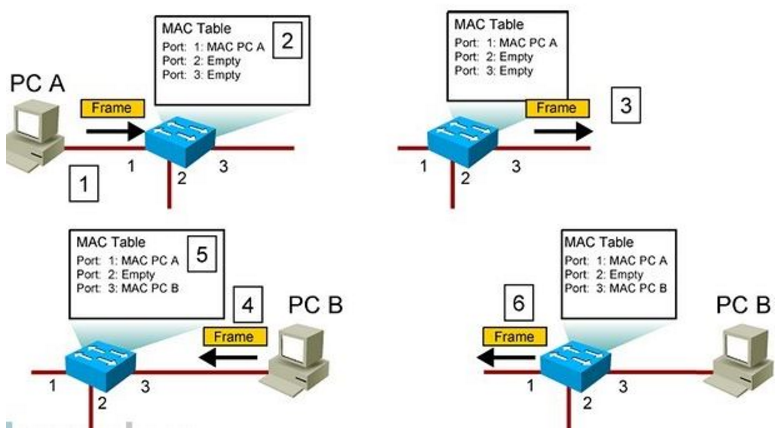 MAC Table
Port: 1: MAC PC A
Port: 2: Empty
Port: 3: Empty
2
PC A
Frame
1
1
2
3
MAC Table
Port: 1: MAC PC A
Port: 2: Empty
Port: 3: Empty
Frame
3
1
2
3
MAC Table
Port: 1: MAC PC A
Port: 2: Empty
Port: 3: MAC PC B
5
4
PC B
Frame
1
2
3
MAC Table
Port: 1: MAC PC A
Port: 2: Empty
Port: 3: MAC PC B
6
PC B
Frame
1
2
3